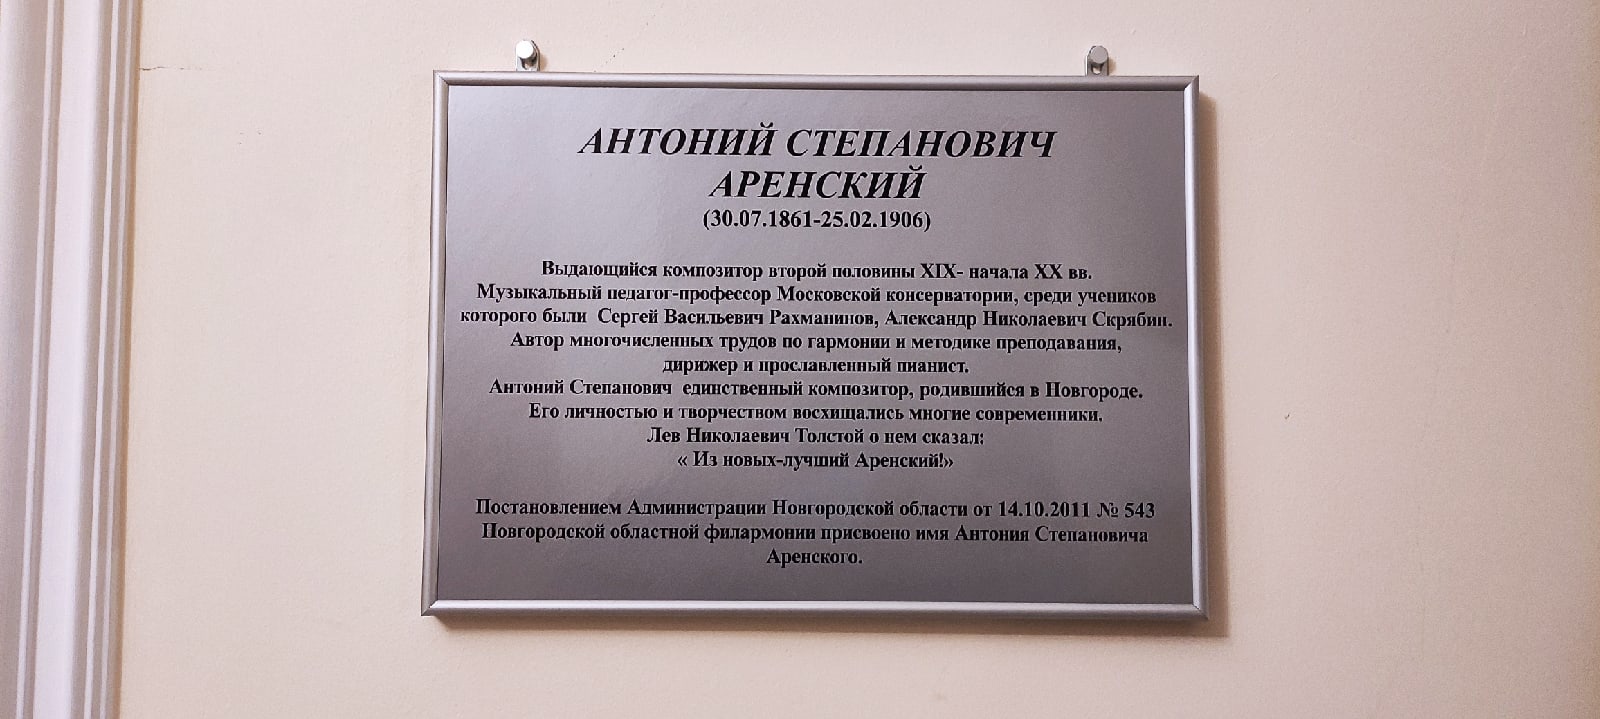 АНТОНИЙ СТЕПАНОВИЧ
АРЕНСКИЙ
(30.07.1861-25.02.1906)
Выдающийся композитор второй половины XIX- начала XX вв.
Музыкальный педагог-профессор Московской консерватории, среди учеников
которого были Сергей Васильевич Рахманинов, Александр Николаевич Скрябин.
Автор многочисленных трудов по гармонии и методике преподавания,
дирижер и прославленный пианист.
Антоний Степанович единственный композитор, родившийся в Новгороде.
Его личностью и творчеством восхищались многие современники.
Лев Николаевич Толстой о нем сказал:
« Из новых-лучший Аренский!»
Постановлением Администрации Новгородской области от 14.10.2011 № 543
Новгородской областной филармонии присвоено имя Антония Степановича
Аренского.